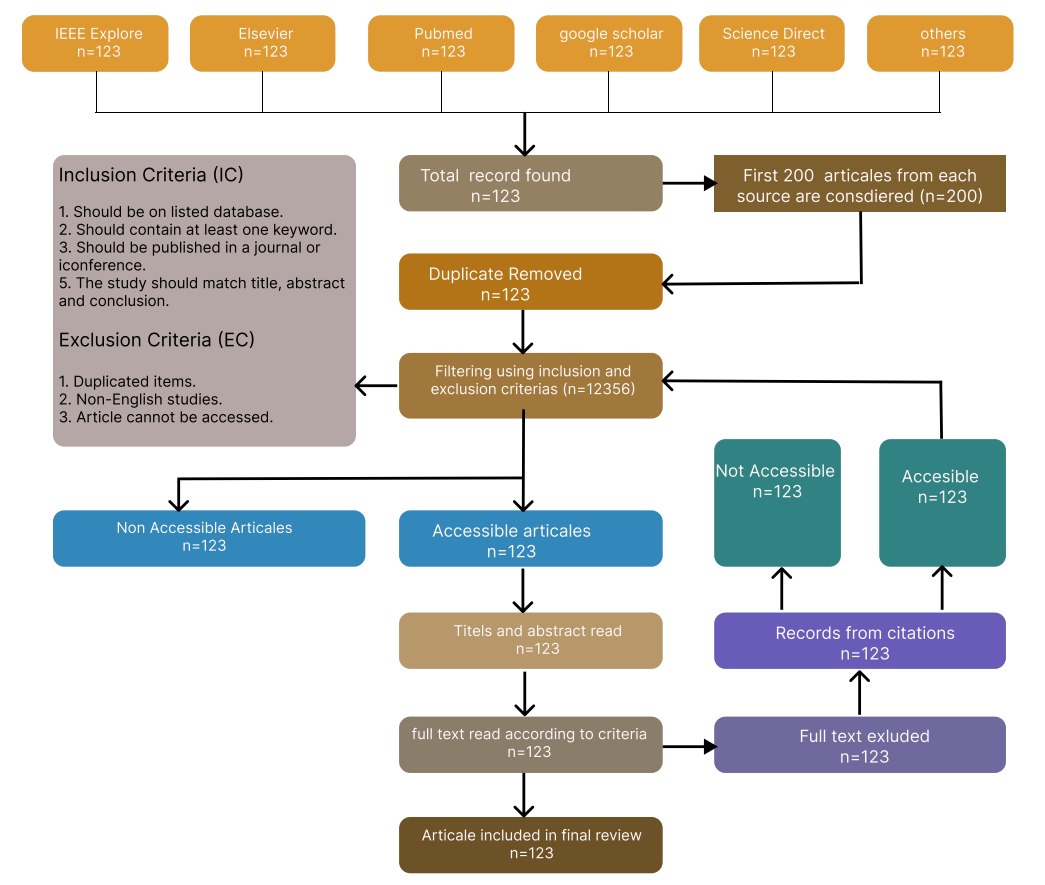 IEEE Explore
n=123
Elsevier
n=123
Pubmed
n=123
google scholar
n=123
Science Direct
n=123
others
n=123
Total record found
n=123
First 200 articales from each
source are consdiered (n=200)
Inclusion Criteria (IC)
1. Should be on listed database.
2. Should contain at least one keyword.
3. Should be published in a journal or
iconference.
5. The study should match title, abstract
and conclusion.
Exclusion Criteria (EC)
1. Duplicated items.
2. Non-English studies.
3. Article cannot be accessed.
Duplicate Removed
n=123
Filtering using inclusion and
exclusion criterias (n=12356)
Not Accessible
n=123
Accesible
n=123
Non Accessible Articales
n=123
Accessible articales
n=123
Titels and abstract read
n=123
Records from citations
n=123
full text read according to criteria
n=123
Full text exluded
n=123
Articale included in final review
n=123